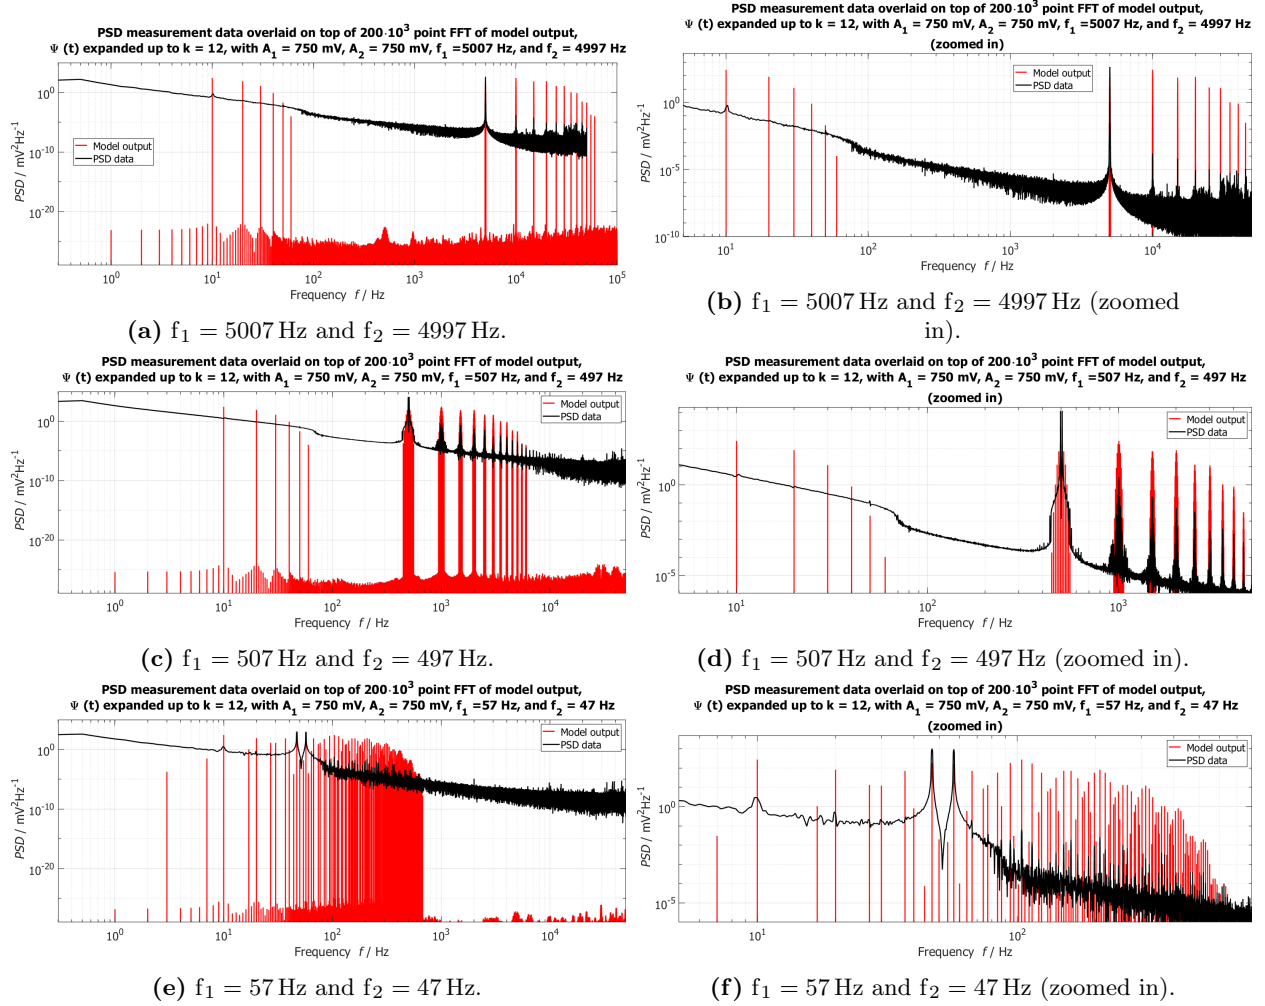 PSD measurement data overlaid on top of 200·10³ point FFT of model output,
Ψ (t) expanded up to k = 12, with A₁ = 750 mV, A₂ = 750 mV, f₁ =5007 Hz, and f₂ = 4997 Hz
PSD / mV²Hz⁻¹
10⁰
10⁻¹⁰
10⁻²⁰
Model output
PSD data
10⁰ 10¹ 10² 10³ 10⁴ 10⁵
Frequency f / Hz
(a) f₁ = 5007 Hz and f₂ = 4997 Hz.
PSD measurement data overlaid on top of 200·10³ point FFT of model output,
Ψ (t) expanded up to k = 12, with A₁ = 750 mV, A₂ = 750 mV, f₁ =5007 Hz, and f₂ = 4997 Hz
(zoomed in)
PSD / mV²Hz⁻¹
10⁰
10⁻⁵
10⁻¹⁰
Model output
PSD data
10¹ 10² 10³ 10⁴
Frequency f / Hz
(b) f₁ = 5007 Hz and f₂ = 4997 Hz (zoomed
in).
PSD measurement data overlaid on top of 200·10³ point FFT of model output,
Ψ (t) expanded up to k = 12, with A₁ = 750 mV, A₂ = 750 mV, f₁ =507 Hz, and f₂ = 497 Hz
PSD / mV²Hz⁻¹
10⁰
10⁻¹⁰
10⁻²⁰
Model output
PSD data
10⁰ 10¹ 10² 10³ 10⁴
Frequency f / Hz
(c) f₁ = 507 Hz and f₂ = 497 Hz.
PSD measurement data overlaid on top of 200·10³ point FFT of model output,
Ψ (t) expanded up to k = 12, with A₁ = 750 mV, A₂ = 750 mV, f₁ =507 Hz, and f₂ = 497 Hz
(zoomed in)
PSD / mV²Hz⁻¹
10⁰
10⁻⁵
Model output
PSD data
10¹ 10² 10³
Frequency f / Hz
(d) f₁ = 507 Hz and f₂ = 497 Hz (zoomed in).
PSD measurement data overlaid on top of 200·10³ point FFT of model output,
Ψ (t) expanded up to k = 12, with A₁ = 750 mV, A₂ = 750 mV, f₁ =57 Hz, and f₂ = 47 Hz
PSD / mV²Hz⁻¹
10⁰
10⁻¹⁰
10⁻²⁰
Model output
PSD data
10⁰ 10¹ 10² 10³ 10⁴
Frequency f / Hz
(e) f₁ = 57 Hz and f₂ = 47 Hz.
PSD measurement data overlaid on top of 200·10³ point FFT of model output,
Ψ (t) expanded up to k = 12, with A₁ = 750 mV, A₂ = 750 mV, f₁ =57 Hz, and f₂ = 47 Hz
(zoomed in)
PSD / mV²Hz⁻¹
10⁰
10⁻⁵
Model output
PSD data
10¹ 10²
Frequency f / Hz
(f) f₁ = 57 Hz and f₂ = 47 Hz (zoomed in).